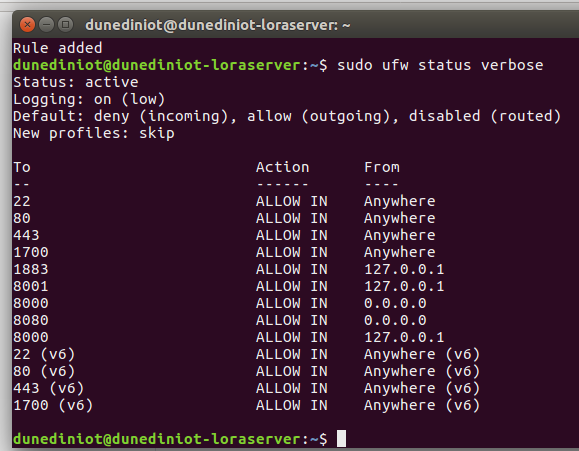 dunediniot@dunediniot-loraserver: ~
Rule added
dunediniot@dunediniot-loraserver:~$ sudo ufw status verbose
Status: active
Logging: on (low)
Default: deny (incoming), allow (outgoing), disabled (routed)
New profiles: skip
To Action From
-- ------ ----
22 ALLOW IN Anywhere
80 ALLOW IN Anywhere
443 ALLOW IN Anywhere
1700 ALLOW IN Anywhere
1883 ALLOW IN 127.0.0.1
8001 ALLOW IN 127.0.0.1
8000 ALLOW IN 0.0.0.0
8080 ALLOW IN 0.0.0.0
8000 ALLOW IN 127.0.0.1
22 (v6) ALLOW IN Anywhere (v6)
80 (v6) ALLOW IN Anywhere (v6)
443 (v6) ALLOW IN Anywhere (v6)
1700 (v6) ALLOW IN Anywhere (v6)
dunediniot@dunediniot-loraserver:~$